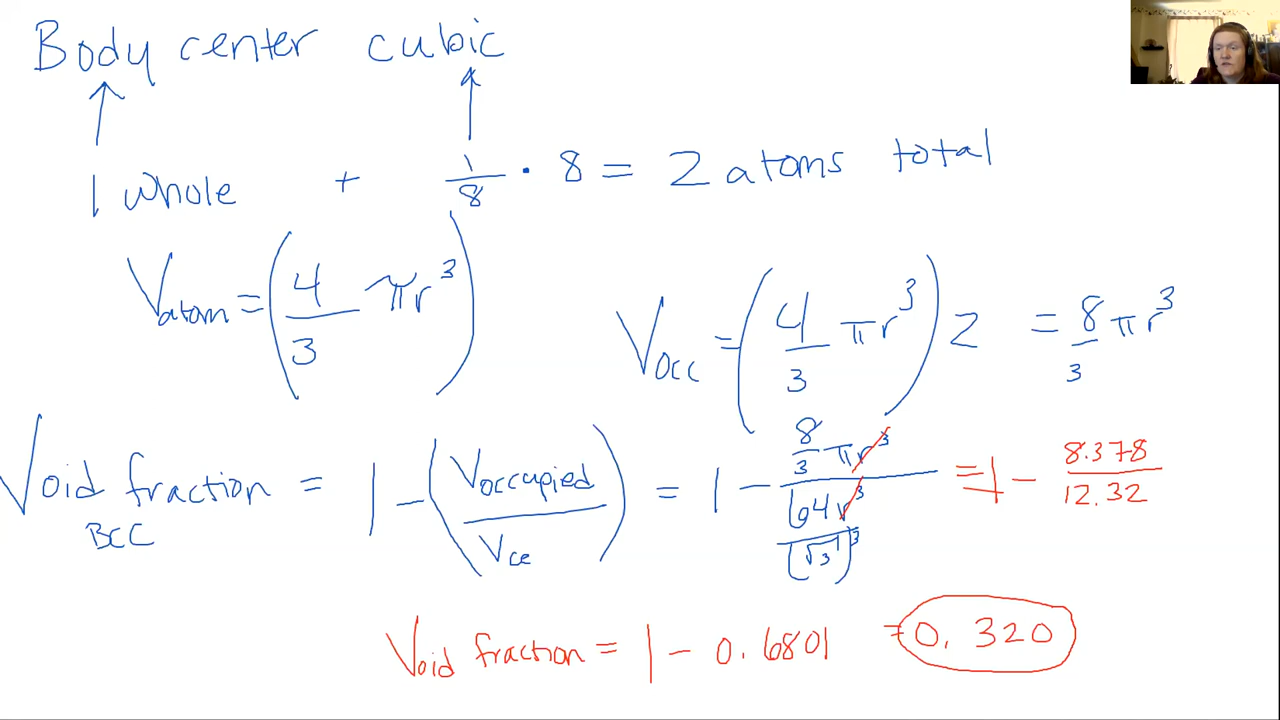 Body center cubic
1 whole + 1/8 · 8 = 2 atoms total
V_atom = (4/3 πr³)
V_occ = (4/3 πr³) 2 = 8/3 πr³
Void fraction BCC = 1 - (V_occupied / V_ce) = 1 - (8/3 πr³) / (64r³ / (√3)³) = 1 - 8.378 / 12.32
Void fraction = 1 - 0.6801 = 0.320